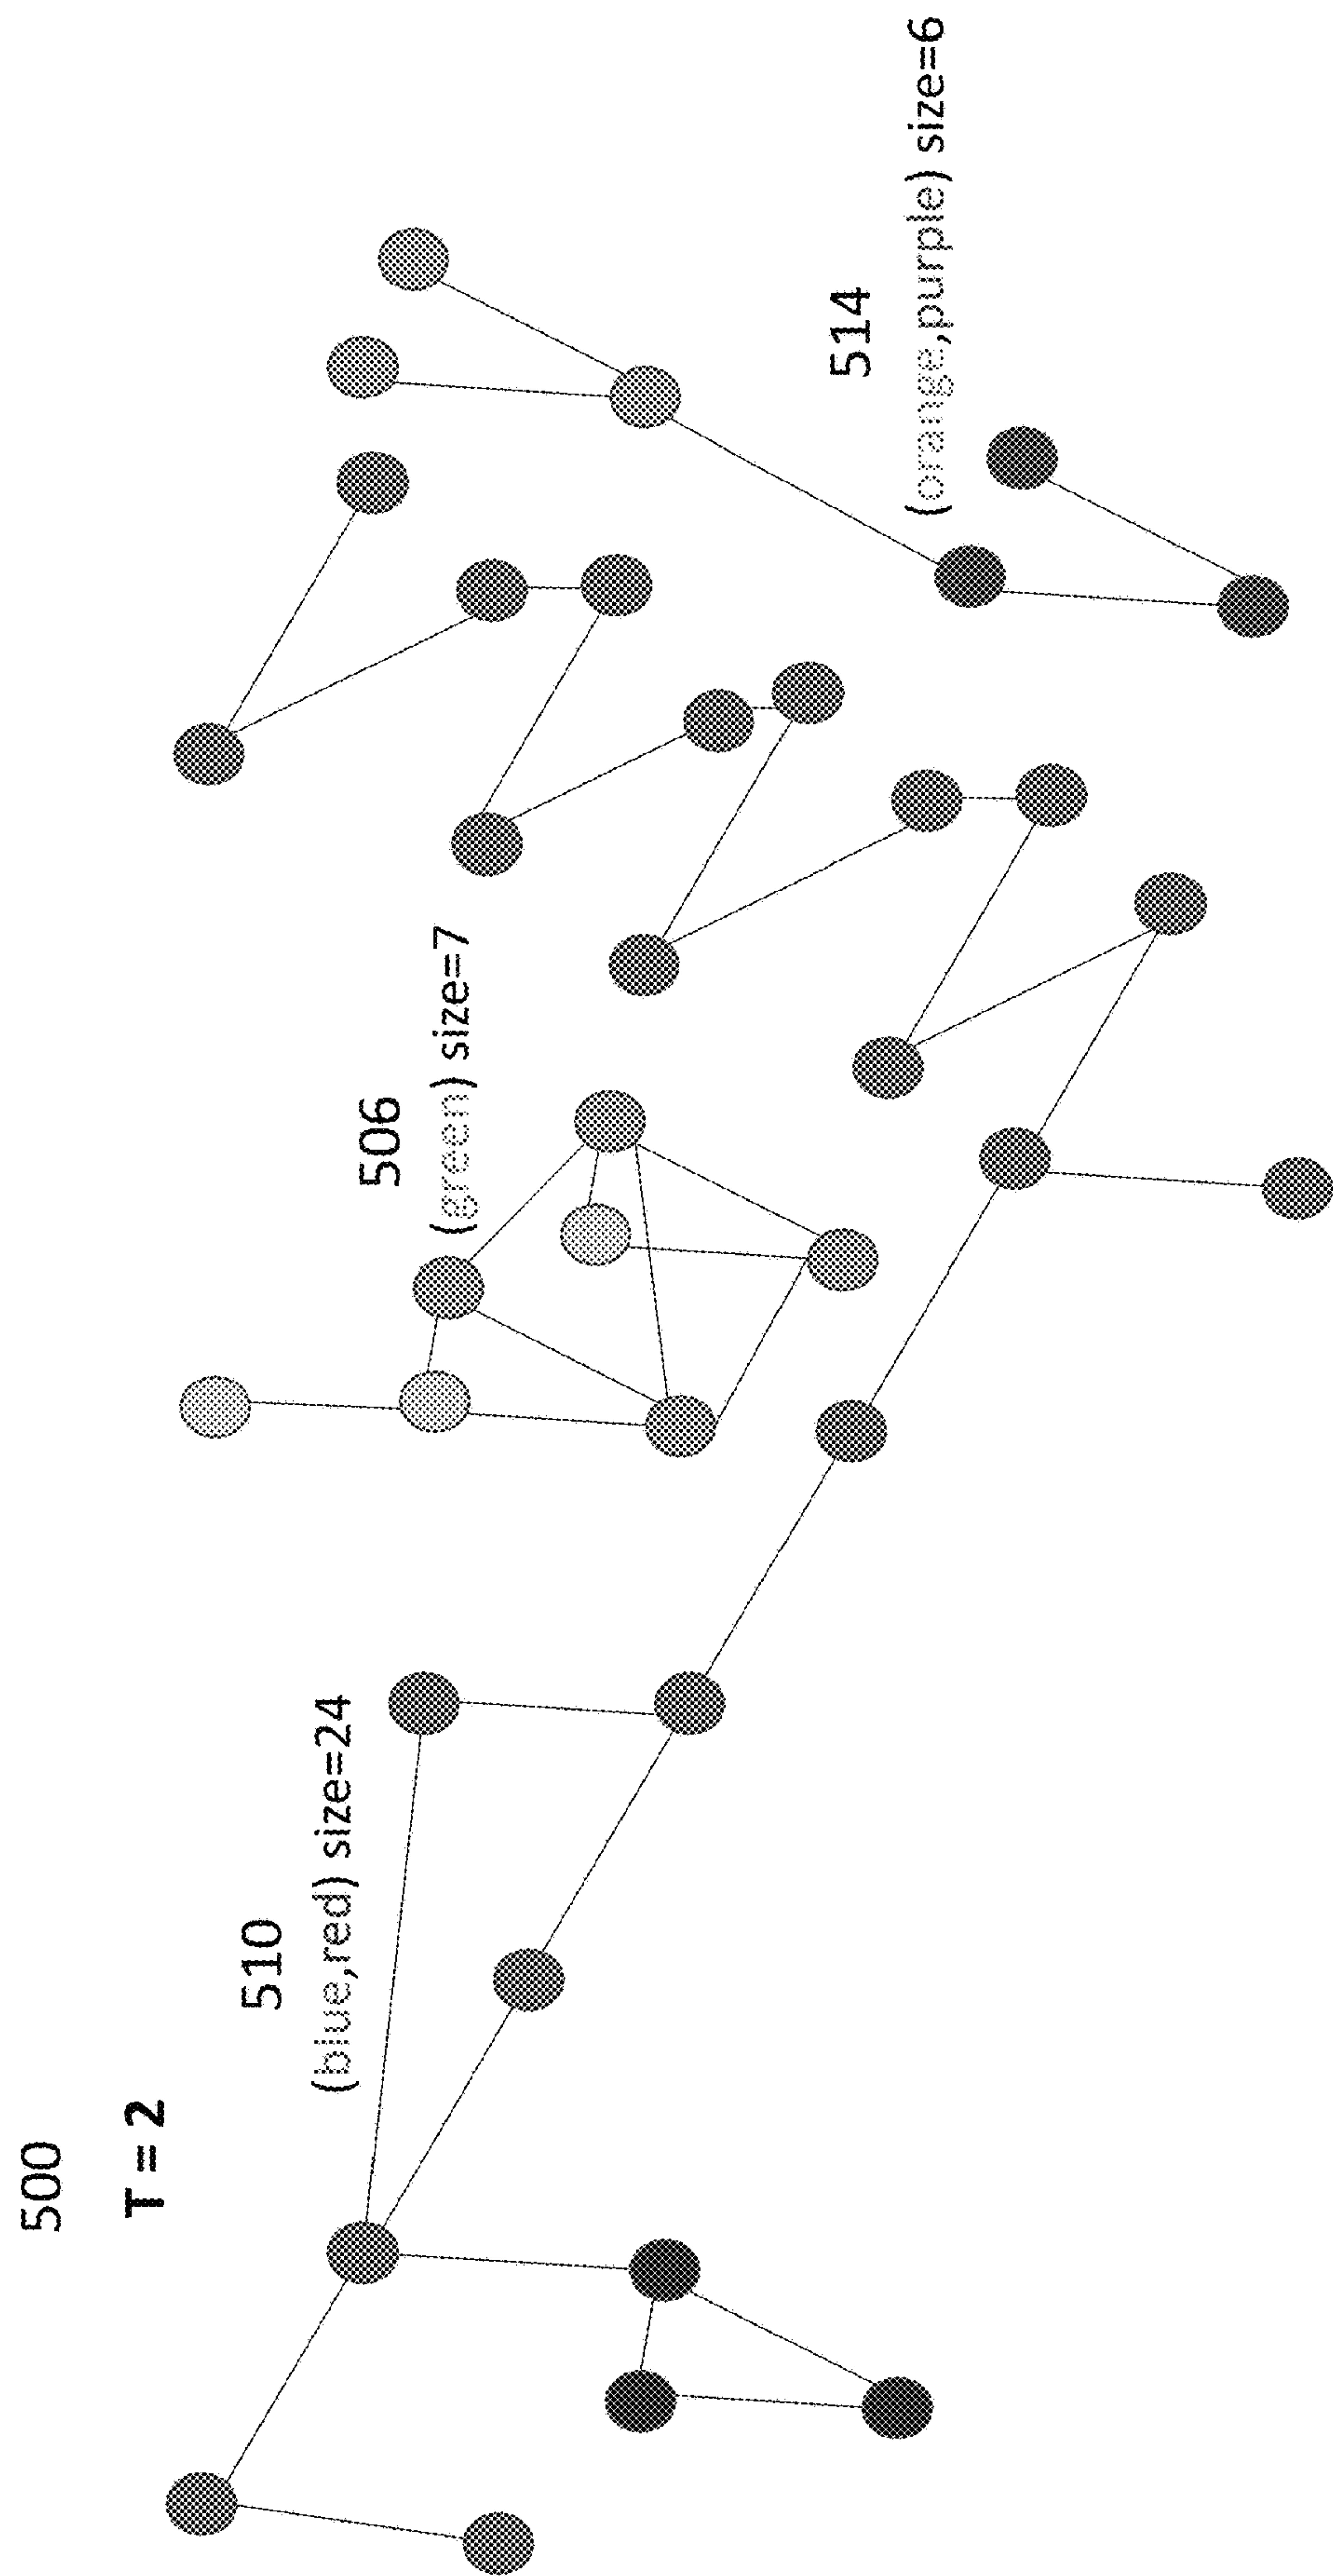 500
T = 2
510
(blue,red) size=24
506
(green) size=7
514
(orange,purple) size=6